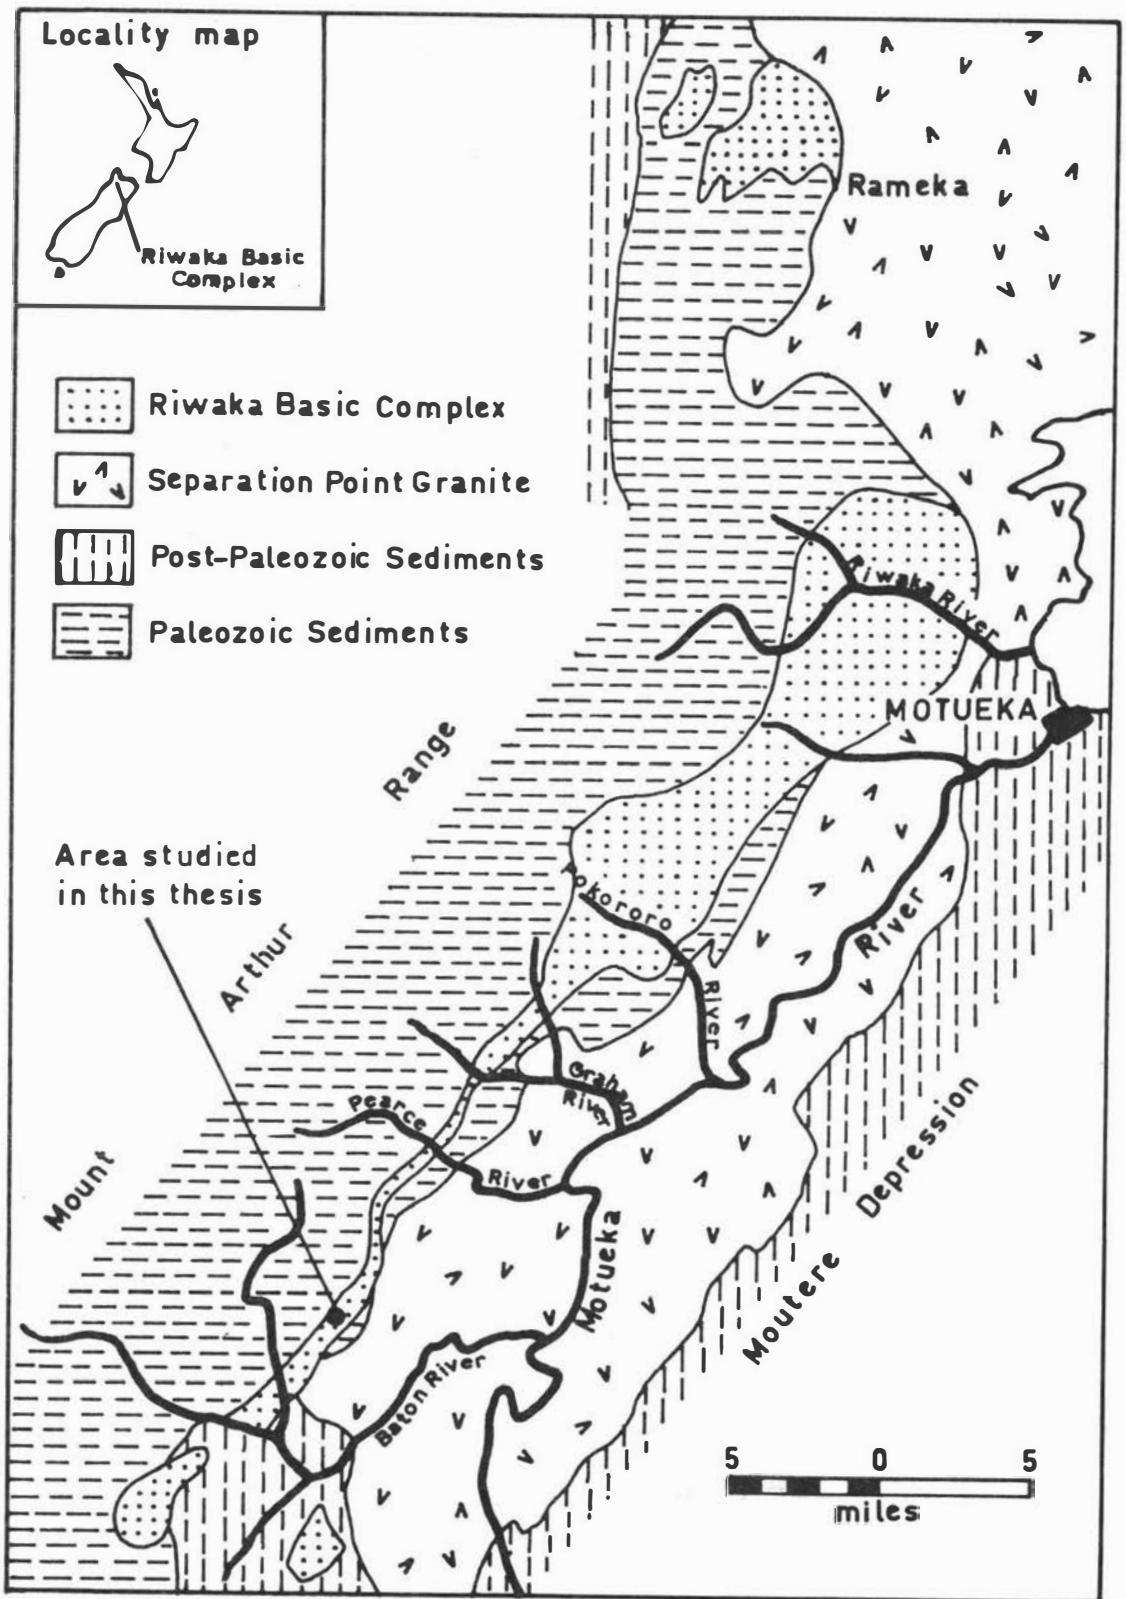 Locality map
Riwaka Basic
Complex
Riwaka Basic Complex
Separation Point Granite
Post-Paleozoic Sediments
Paleozoic Sediments
Rameka
Riwaka River
MOTUEKA
Range
Area studied
in this thesis
Pokororo
River
River
Arthur
Graham
River
Pearce
River
Mount
Depression
Motueka
Moutere
Baton River
5 0 5
miles